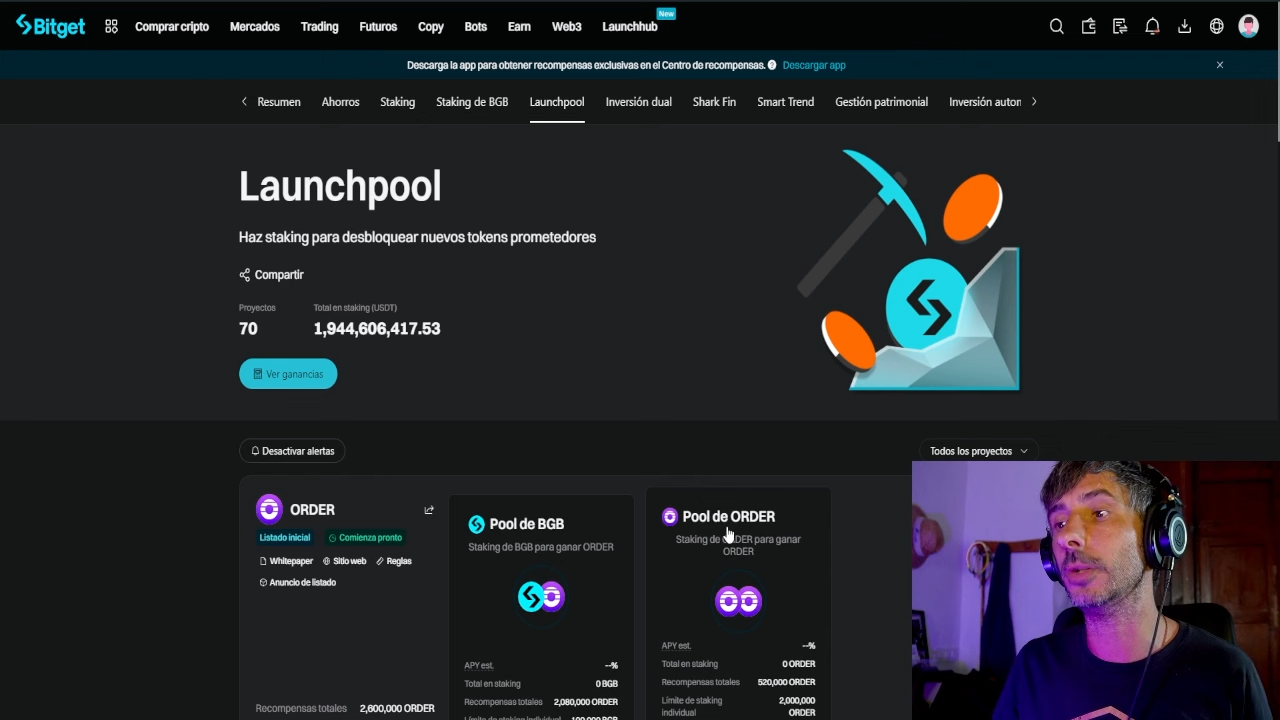 Bitget
Comprar cripto
Mercados
Trading
Futuros
Copy
Bots
Earn
Web3
Launchhub
New
Descarga la app para obtener recompensas exclusivas en el Centro de recompensas. Descargar app
Resumen
Ahorros
Staking
Staking de BGB
Launchpool
Inversión dual
Shark Fin
Smart Trend
Gestión patrimonial
Inversión auton
Launchpool
Haz staking para desbloquear nuevos tokens prometedores
Compartir
Proyectos
70
Total en staking (USDT)
1,944,606,417.53
Ver ganancias
Desactivar alertas
Todos los proyectos
ORDER
Listado inicial
Comienza pronto
Whitepaper
Sitio web
Reglas
Anuncio de listado
Recompensas totales 2,600,000 ORDER
Pool de BGB
Staking de BGB para ganar ORDER
APY est. --%
Total en staking 0 BGB
Recompensas totales 2,080,000 ORDER
Límite de staking individual 100,000 BGB
Pool de ORDER
Staking de ORDER para ganar
ORDER
APY est. --%
Total en staking 0 ORDER
Recompensas totales 520,000 ORDER
Límite de staking 2,000,000
individual ORDER